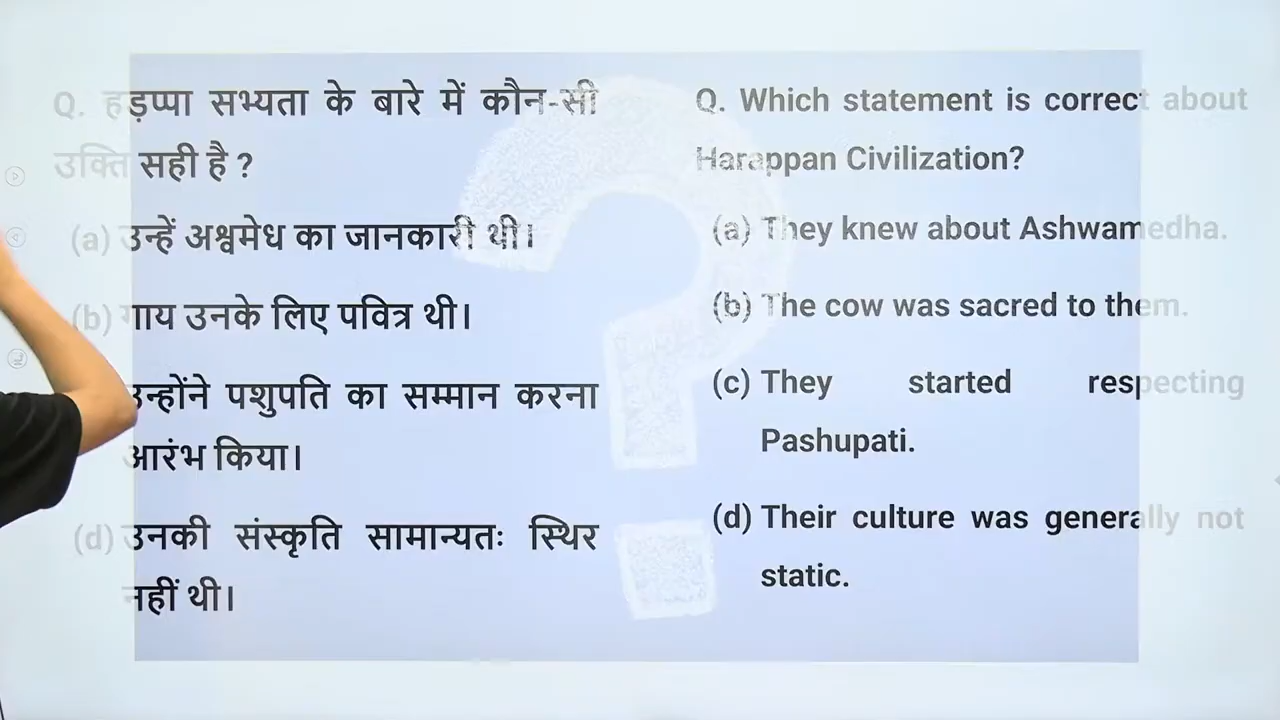 Q. हड़प्पा सभ्यता के बारे में कौन-सी
उक्ति सही है ?
(a) उन्हें अश्वमेध का जानकारी थी।
(b) गाय उनके लिए पवित्र थी।
उन्होंने पशुपति का सम्मान करना
आरंभ किया।
(d) उनकी संस्कृति सामान्यतः स्थिर
नहीं थी।
Q. Which statement is correct about
Harappan Civilization?
(a) They knew about Ashwamedha.
(b) The cow was sacred to them.
(c) They started respecting
Pashupati.
(d) Their culture was generally not
static.